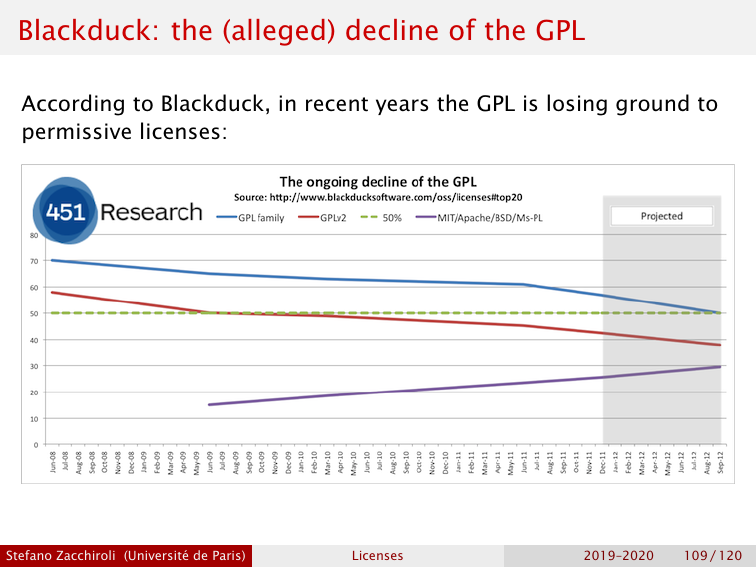 Blackduck: the (alleged) decline of the GPL
According to Blackduck, in recent years the GPL is losing ground to
permissive licenses:
451 Research
The ongoing decline of the GPL
Source: http://www.blackducksoftware.com/oss/licenses#top20
GPL family GPLv2 50% MIT/Apache/BSD/Ms-PL
Projected
80
70
60
50
40
30
20
10
0
Jun-08 Jul-08 Aug-08 Sep-08 Oct-08 Nov-08 Dec-08 Jan-09 Feb-09 Mar-09 Apr-09 May-09 Jun-09 Jul-09 Aug-09 Sep-09 Oct-09 Nov-09 Dec-09 Jan-10 Feb-10 Mar-10 Apr-10 May-10 Jun-10 Jul-10 Aug-10 Sep-10 Oct-10 Nov-10 Dec-10 Jan-11 Feb-11 Mar-11 Apr-11 May-11 Jun-11 Jul-11 Aug-11 Sep-11 Oct-11 Nov-11 Dec-11 Jan-12 Feb-12 Mar-12 Apr-12 May-12 Jun-12 Jul-12 Aug-12 Sep-12
Stefano Zacchiroli (Université de Paris) Licenses 2019–2020 109 / 120